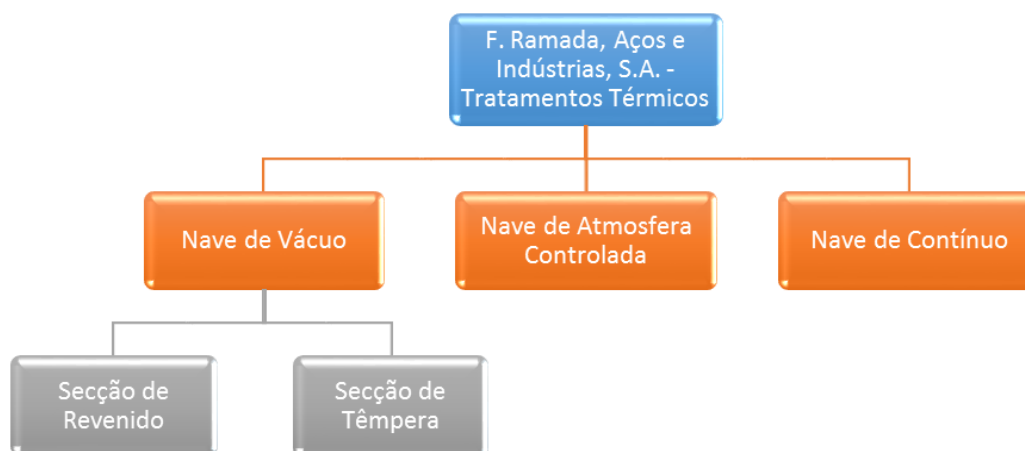 F. Ramada, Aços e
Indústrias, S.A. -
Tratamentos Térmicos
Nave de Vácuo
Nave de Atmosfera
Controlada
Nave de Contínuo
Secção de
Revenido
Secção de
Têmpera